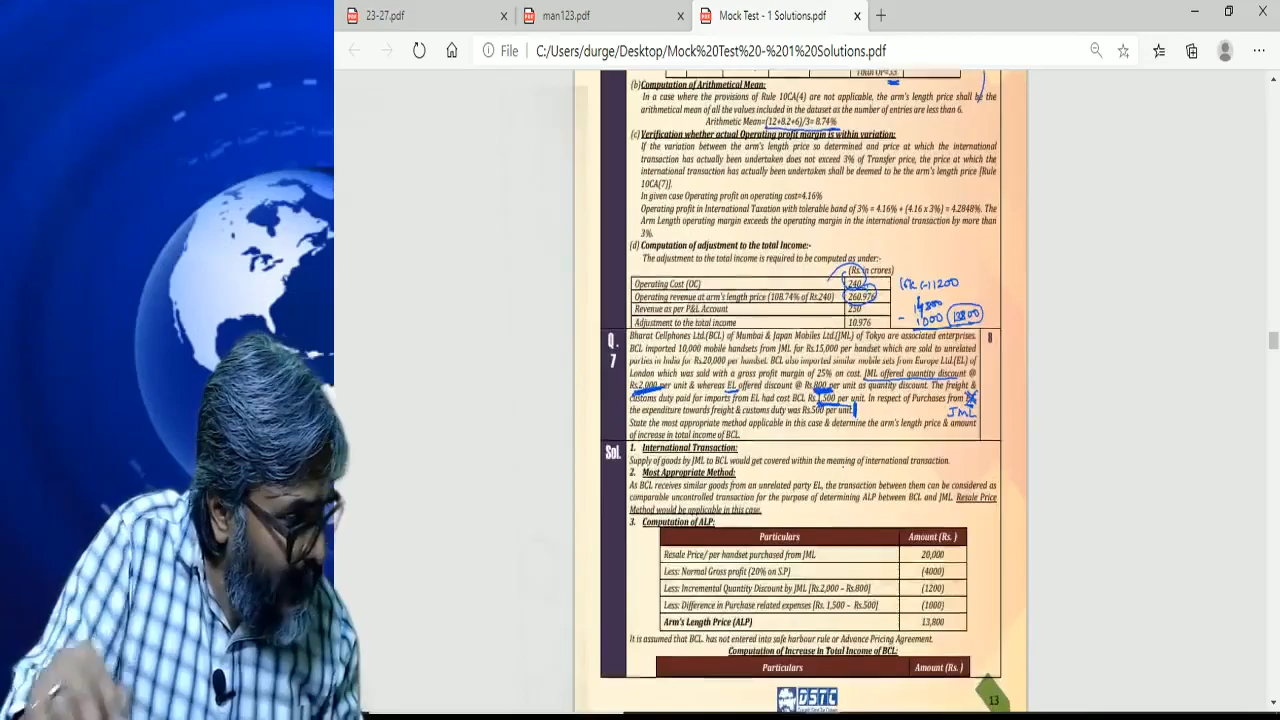 23-27.pdf
man123.pdf
Mock Test - 1 Solutions.pdf
File C:/Users/durge/Desktop/Mock%20Test%20-%201%20Solutions.pdf
Total OP=35
(b)Computation of Arithmetical Mean:
In a case where the provisions of Rule 10CA(4) are not applicable, the arm's length price shall be the
arithmetical mean of all the values included in the dataset as the number of entries are less than 6.
Arithmetic Mean=(12+8.2+6)/3= 8.74%
(c) Verification whether actual Operating profit margin is within variation:
If the variation between the arm's length price so determined and price at which the international
transaction has actually been undertaken does not exceed 3% of Transfer price, the price at which the
international transaction has actually been undertaken shall be deemed to be the arm's length price [Rule
10CA(7)].
In given case Operating profit on operating cost=4.16%
Operating profit in International Taxation with tolerable band of 3% = 4.16% + (4.16 x 3%) = 4.2848%. The
Arm Length operating margin exceeds the operating margin in the international transaction by more than
3%.
(d) Computation of adjustment to the total Income:-
The adjustment to the total income is required to be computed as under:-
(Rs. in crores)
Operating Cost (OC) 240
Operating revenue at arm's length price (108.74% of Rs.240) 260.976
Revenue as per P&L Account 250
Adjustment to the total income 10.976
16K (-) 1200
14800
- 1000 13800
Q. 7
Bharat Cellphones Ltd.(BCL) of Mumbai & Japan Mobiles Ltd.(JML) of Tokyo are associated enterprises.
BCL imported 10,000 mobile handsets from JML for Rs.15,000 per handset which are sold to unrelated
parties in India for Rs.20,000 per handset. BCL also imported similar mobile sets from Europe Ltd.(EL) of
London which was sold with a gross profit margin of 25% on cost. JML offered quantity discount @
Rs.2,000 per unit & whereas EL offered discount @ Rs.800 per unit as quantity discount. The freight &
customs duty paid for imports from EL had cost BCL Rs.1,500 per unit. In respect of Purchases from
the expenditure towards freight & customs duty was Rs.500 per unit. JML
State the most appropriate method applicable in this case & determine the arm's length price & amount
of increase in total income of BCL.
8
Sol.
1. International Transaction:
Supply of goods by JML to BCL would get covered within the meaning of international transaction.
2. Most Appropriate Method:
As BCL receives similar goods from an unrelated party EL, the transaction between them can be considered as
comparable uncontrolled transaction for the purpose of determining ALP between BCL and JML. Resale Price
Method would be applicable in this case.
3. Computation of ALP:
Particulars Amount (Rs. )
Resale Price/ per handset purchased from JML 20,000
Less: Normal Gross profit (20% on S.P) (4000)
Less: Incremental Quantity Discount by JML [Rs.2,000 – Rs.800] (1200)
Less: Difference in Purchase related expenses [Rs. 1,500 – Rs.500] (1000)
Arm's Length Price (ALP) 13,800
It is assumed that BCL has not entered into safe harbour rule or Advance Pricing Agreement.
Computation of Increase in Total Income of BCL:
Particulars Amount (Rs. )
DSTC
13